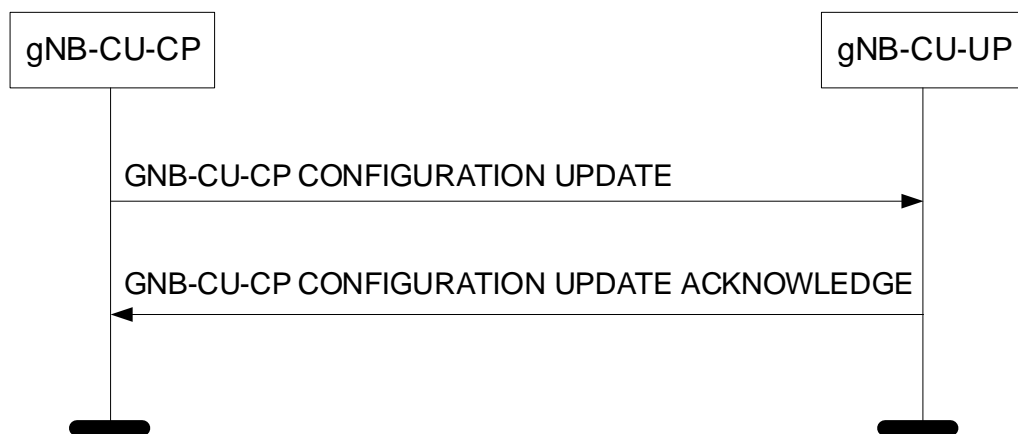 gNB-CU-CP
gNB-CU-UP
GNB-CU-CP CONFIGURATION UPDATE
GNB-CU-CP CONFIGURATION UPDATE ACKNOWLEDGE